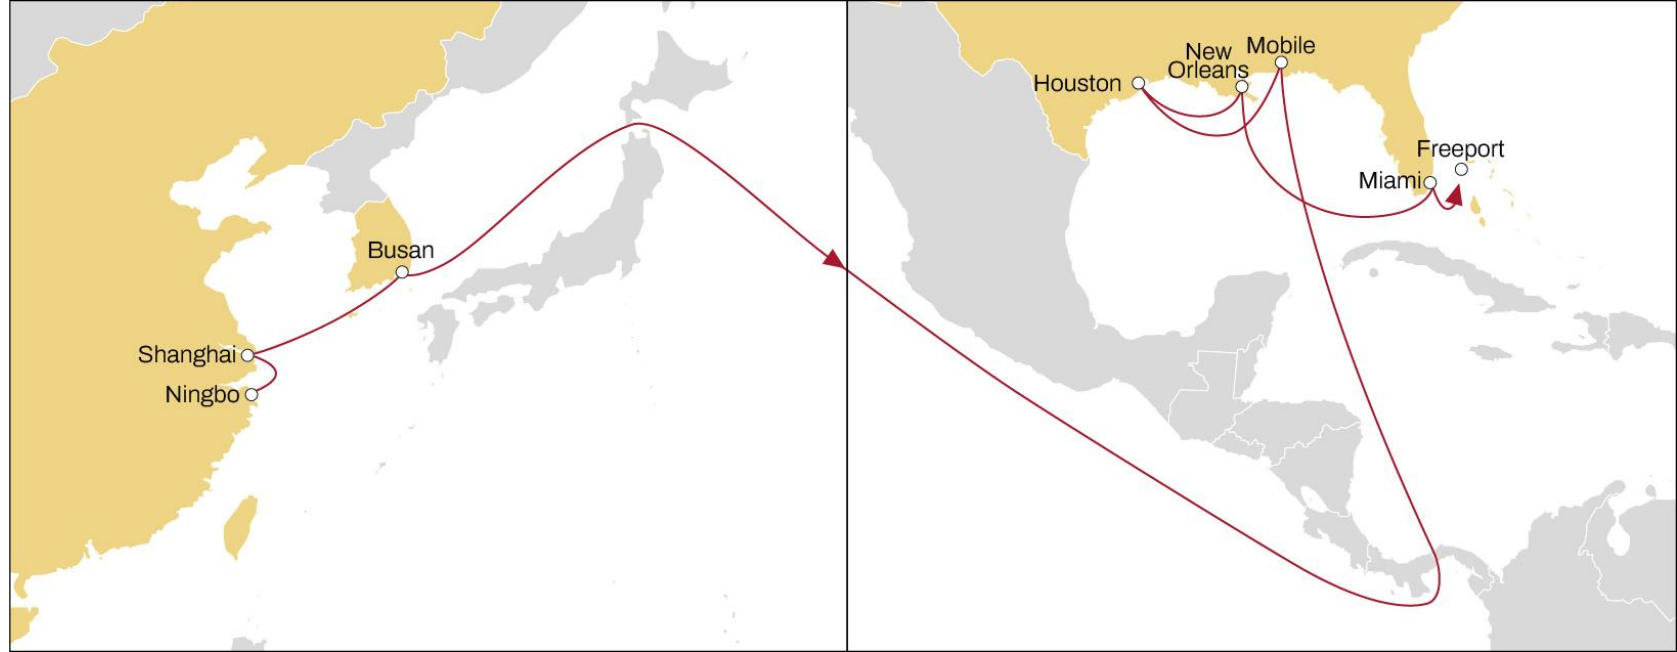 Busan
Shanghai
Ningbo
Houston
New
Orleans
Mobile
Freeport
Miami